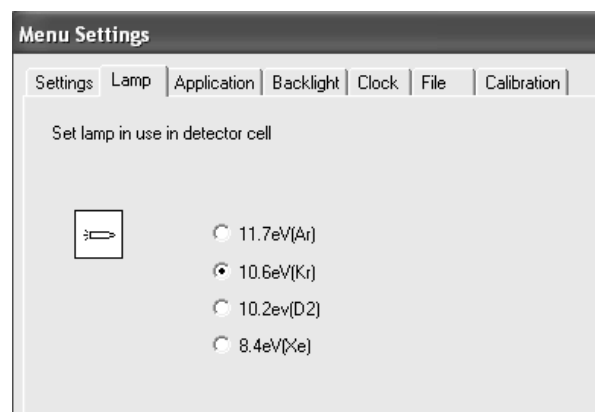 Menu Settings
Settings Lamp Application Backlight Clock File Calibration
Set lamp in use in detector cell
11.7eV(Ar)
10.6eV(Kr)
10.2ev(D2)
8.4eV(Xe)